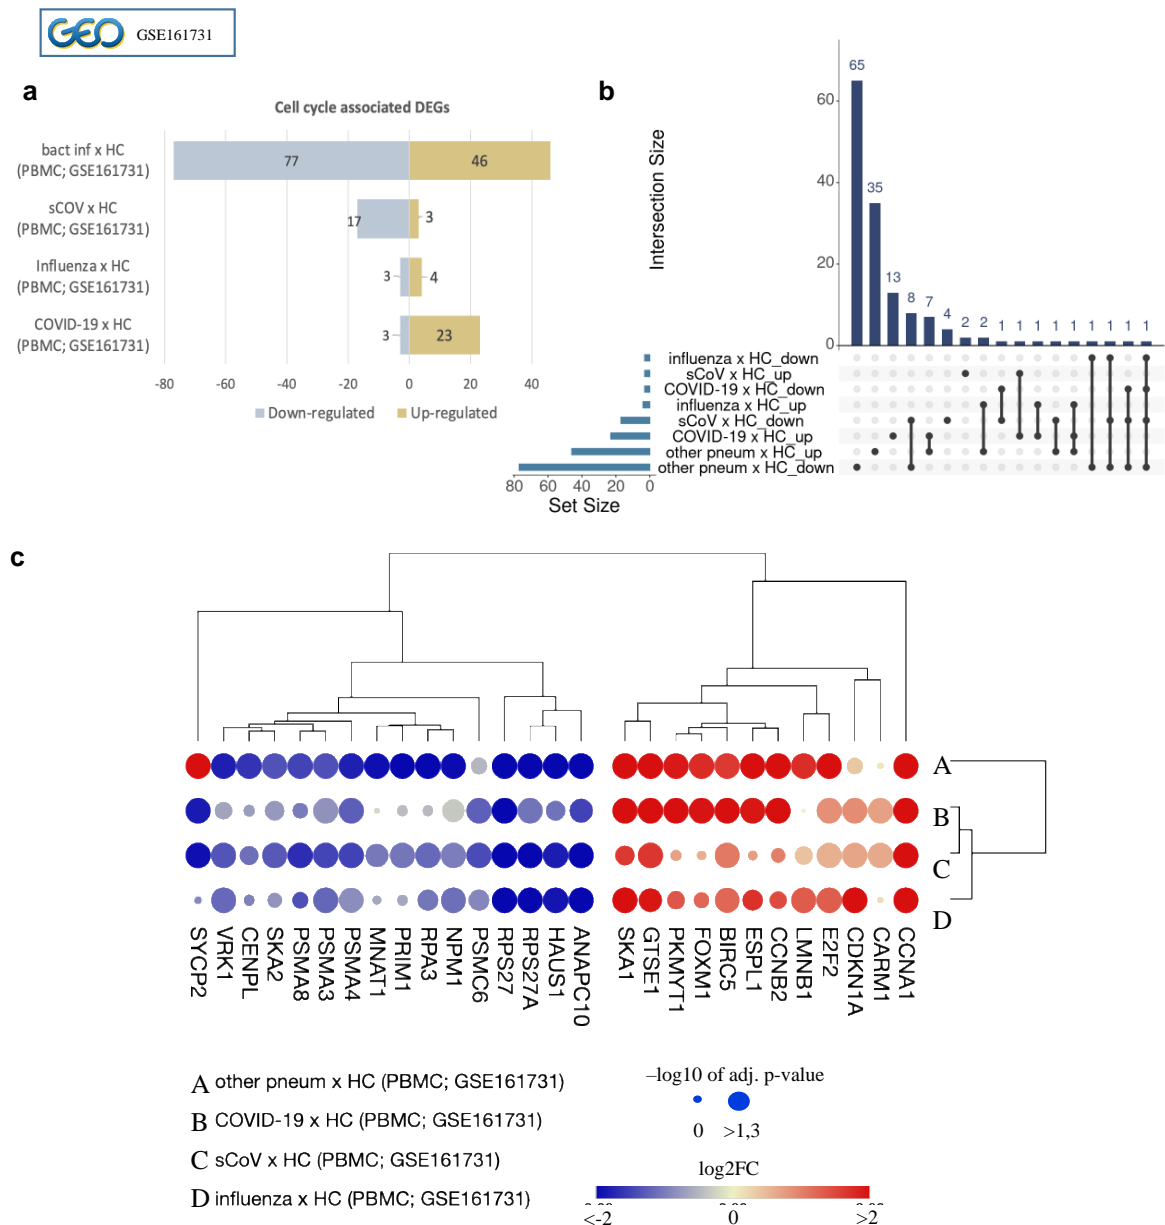 GEO GSE161731
a
Cell cycle associated DEGs
bact inf x HC
(PBMC; GSE161731)
77
46
sCOV x HC
(PBMC; GSE161731)
17
3
Influenza x HC
(PBMC; GSE161731)
3
4
COVID-19 x HC
(PBMC; GSE161731)
3
23
-80 -60 -40 -20 0 20 40
Down-regulated Up-regulated
b
Intersection Size
60
40
20
0
65 35 13 8 7 4 2 2 1 1 1 1 1 1 1 1 1
influenza x HC_down
sCoV x HC_up
COVID-19 x HC_down
influenza x HC_up
sCoV x HC_down
COVID-19 x HC_up
other pneum x HC_up
other pneum x HC_down
80 60 40 20 0
Set Size
c
A
B
C
D
SYCP2
VRK1
CENPL
SKA2
PSMA8
PSMA3
PSMA4
MNAT1
PRIM1
RPA3
NPM1
PSMC6
RPS27
RPS27A
HAUS1
ANAPC10
SKA1
GTSE1
PKMYT1
FOXM1
BIRC5
ESPL1
CCNB2
LMNB1
E2F2
CDKN1A
CARM1
CCNA1
A other pneum x HC (PBMC; GSE161731)
B COVID-19 x HC (PBMC; GSE161731)
C sCoV x HC (PBMC; GSE161731)
D influenza x HC (PBMC; GSE161731)
–log10 of adj. p-value
0 >1,3
log2FC
<-2 0 >2